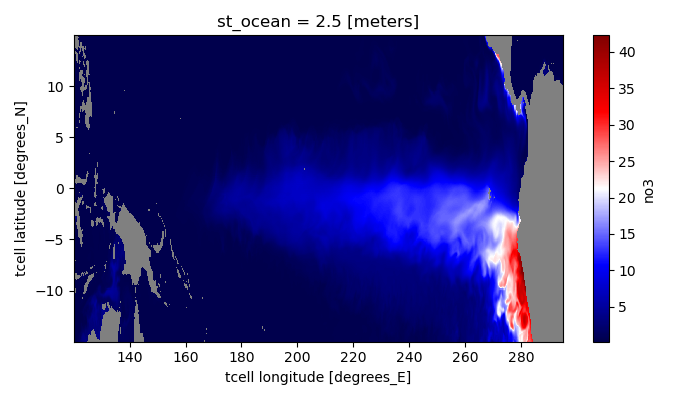 st_ocean = 2.5 [meters]
10
5
0
−5
−10
tcell latitude [degrees_N]
140 160 180 200 220 240 260 280
tcell longitude [degrees_E]
40
35
30
25
20
15
10
5
no3